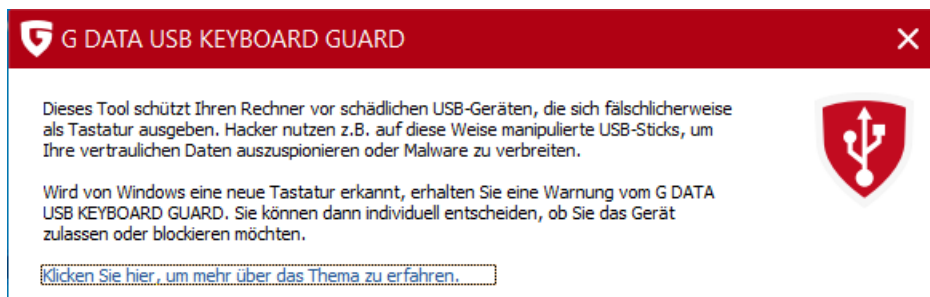 G DATA USB KEYBOARD GUARD
Dieses Tool schützt Ihren Rechner vor schädlichen USB-Geräten, die sich fälschlicherweise
als Tastatur ausgeben. Hacker nutzen z.B. auf diese Weise manipulierte USB-Sticks, um
Ihre vertraulichen Daten auszuspionieren oder Malware zu verbreiten.
Wird von Windows eine neue Tastatur erkannt, erhalten Sie eine Warnung vom G DATA
USB KEYBOARD GUARD. Sie können dann individuell entscheiden, ob Sie das Gerät
zulassen oder blockieren möchten.
Klicken Sie hier, um mehr über das Thema zu erfahren.